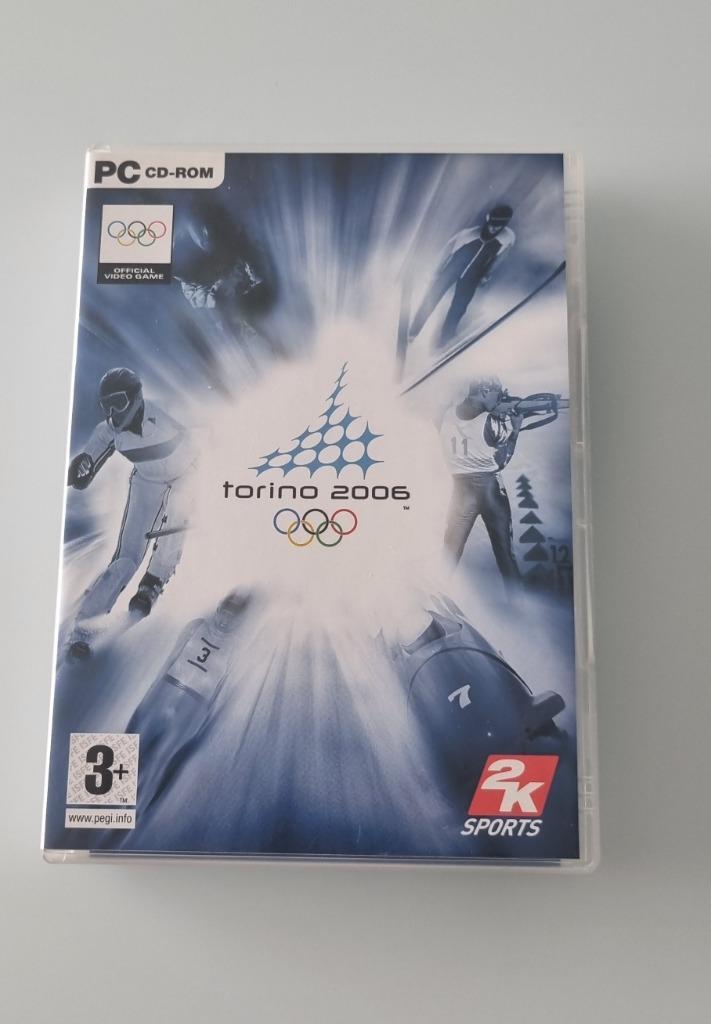 PC CD-ROM
OFFICIAL
VIDEO GAME
11
torino 2006
TM
12
3
7
3+
TM
www.pegi.info
2K
SPORTS